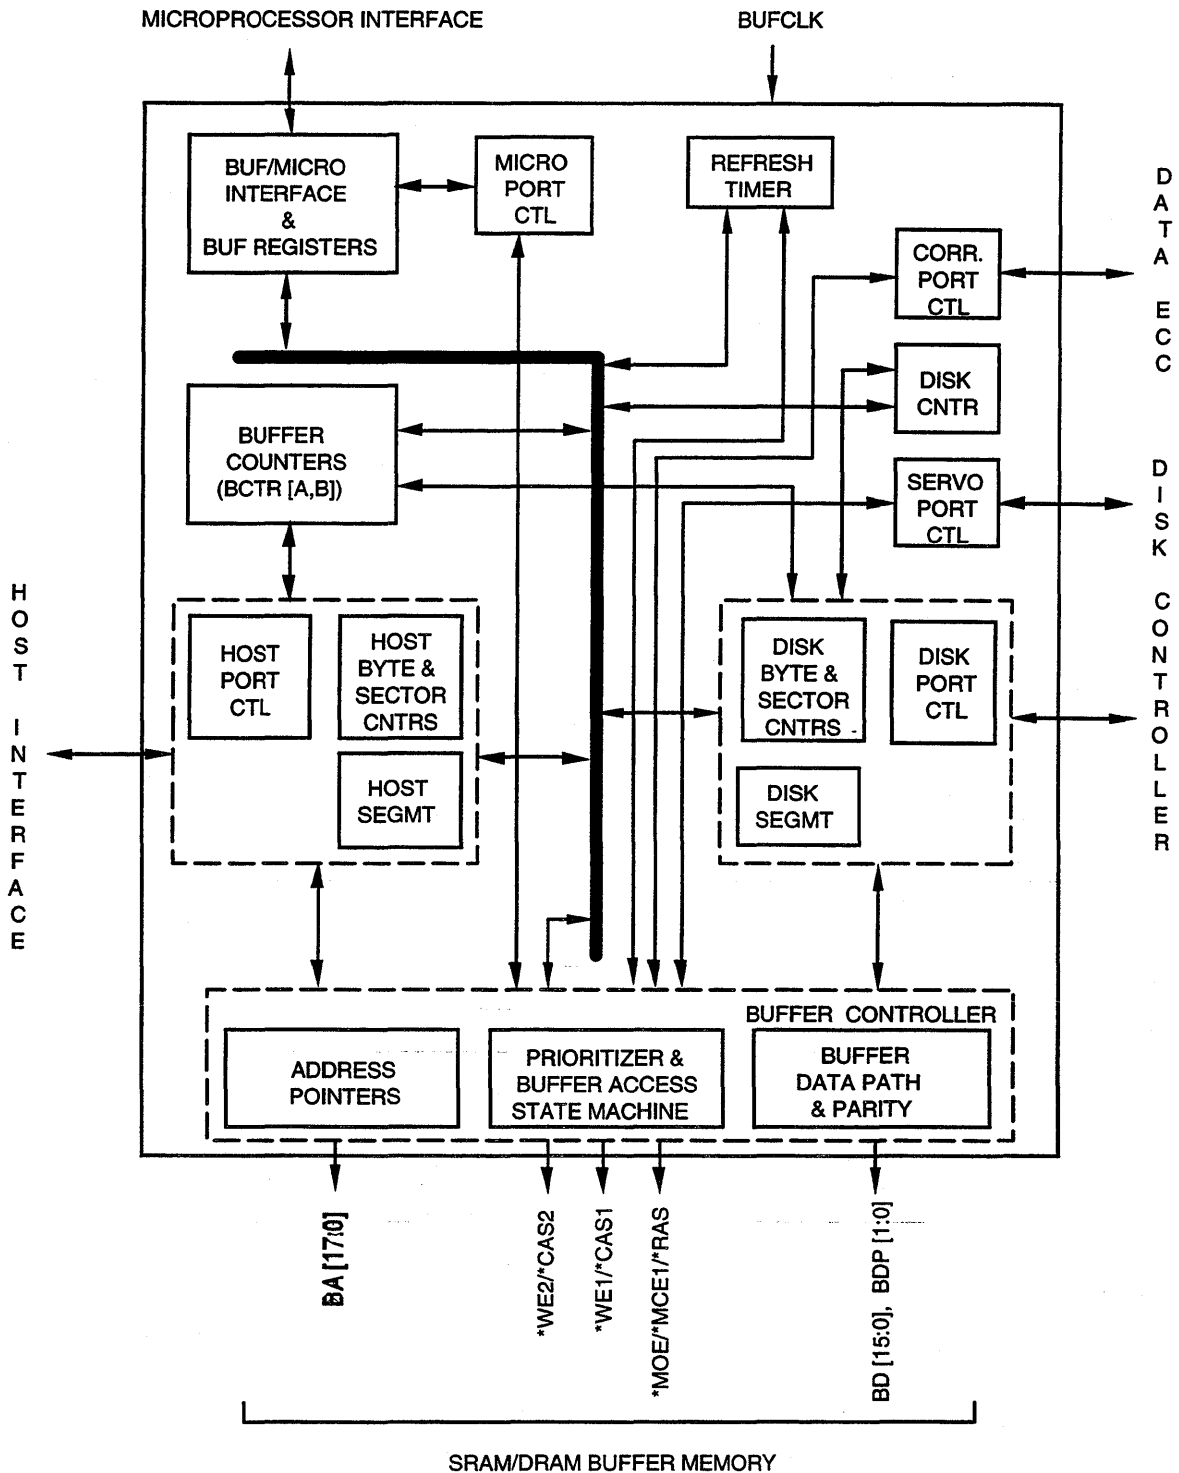 MICROPROCESSOR INTERFACE
BUFCLK
BUF/MICRO
INTERFACE
&
BUF REGISTERS
MICRO
PORT
CTL
REFRESH
TIMER
CORR.
PORT
CTL
DATA ECC
DISK
CNTR
BUFFER
COUNTERS
(BCTR [A,B])
SERVO
PORT
CTL
DISK CONTROLLER
HOST INTERFACE
HOST
PORT
CTL
HOST
BYTE &
SECTOR
CNTRS
HOST
SEGMT
DISK
BYTE &
SECTOR
CNTRS
DISK
PORT
CTL
DISK
SEGMT
BUFFER CONTROLLER
ADDRESS
POINTERS
PRIORITIZER &
BUFFER ACCESS
STATE MACHINE
BUFFER
DATA PATH
& PARITY
BA [17:0]
*WE2/*CAS2
*WE1/*CAS1
*MOE/*MCE1/*RAS
BD [15:0], BDP [1:0]
SRAM/DRAM BUFFER MEMORY